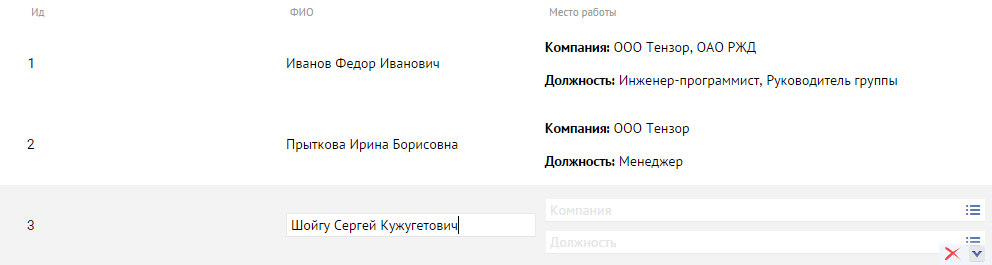 Ид ФИО Место работы
Компания: ООО Тензор, ОАО РЖД
1 Иванов Федор Иванович
Должность: Инженер-программист, Руководитель группы
Компания: ООО Тензор
2 Прыткова Ирина Борисовна
Должность: Менеджер
Компания
3 Шойгу Сергей Кужугетович
Должность